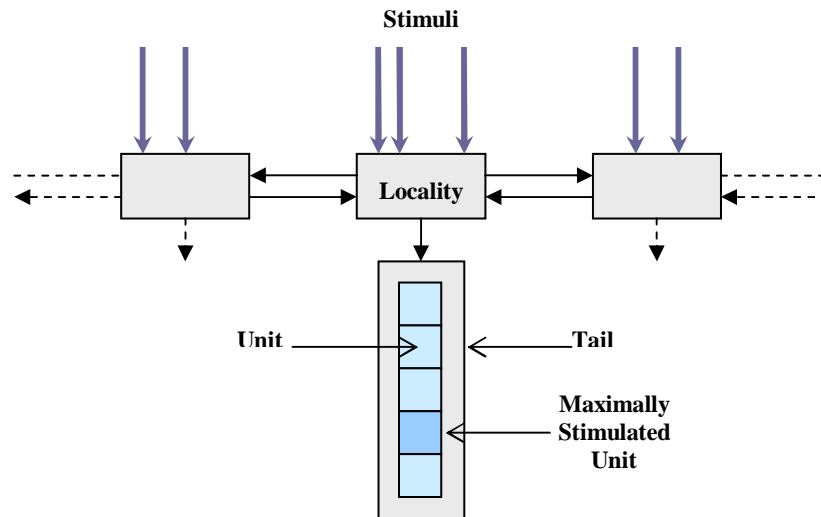 Stimuli
Locality
Unit
Tail
Maximally
Stimulated
Unit